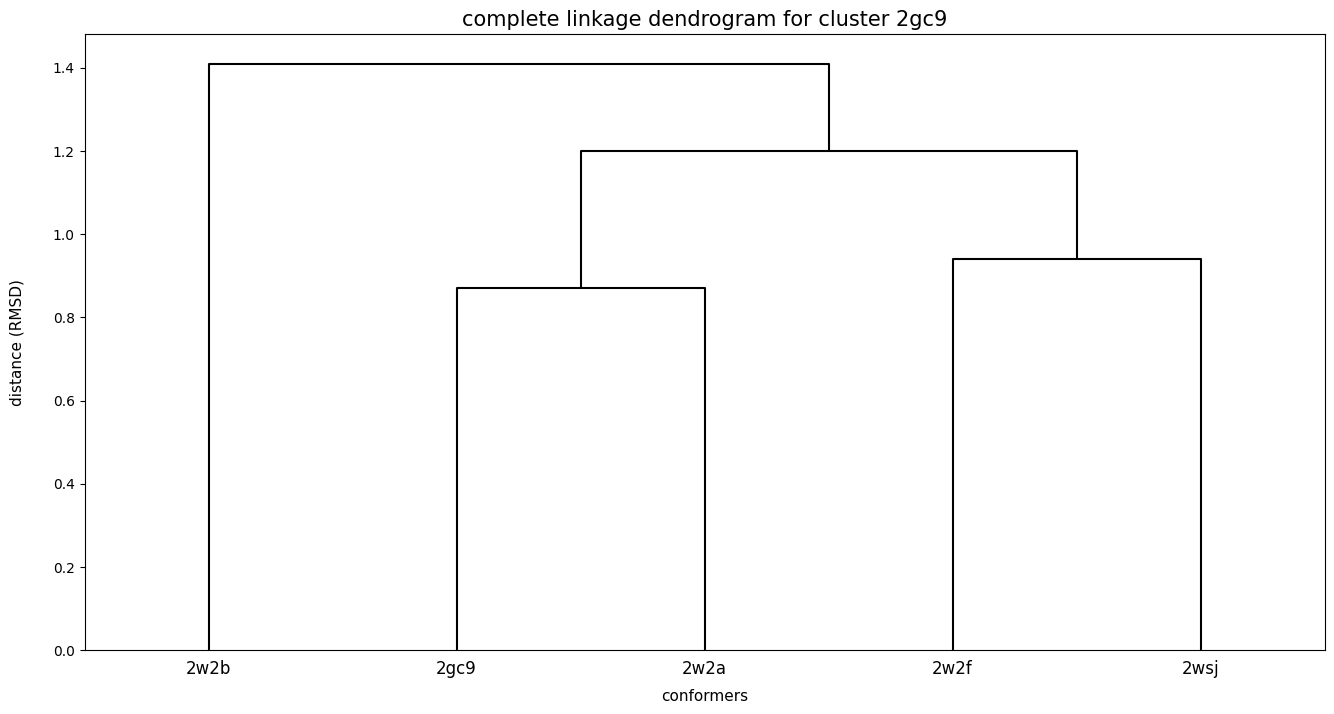 complete linkage dendrogram for cluster 2gc9
1.4
1.2
1.0
0.8
0.6
0.4
0.2
0.0
distance (RMSD)
2w2b 2gc9 2w2a 2w2f 2wsj
conformers